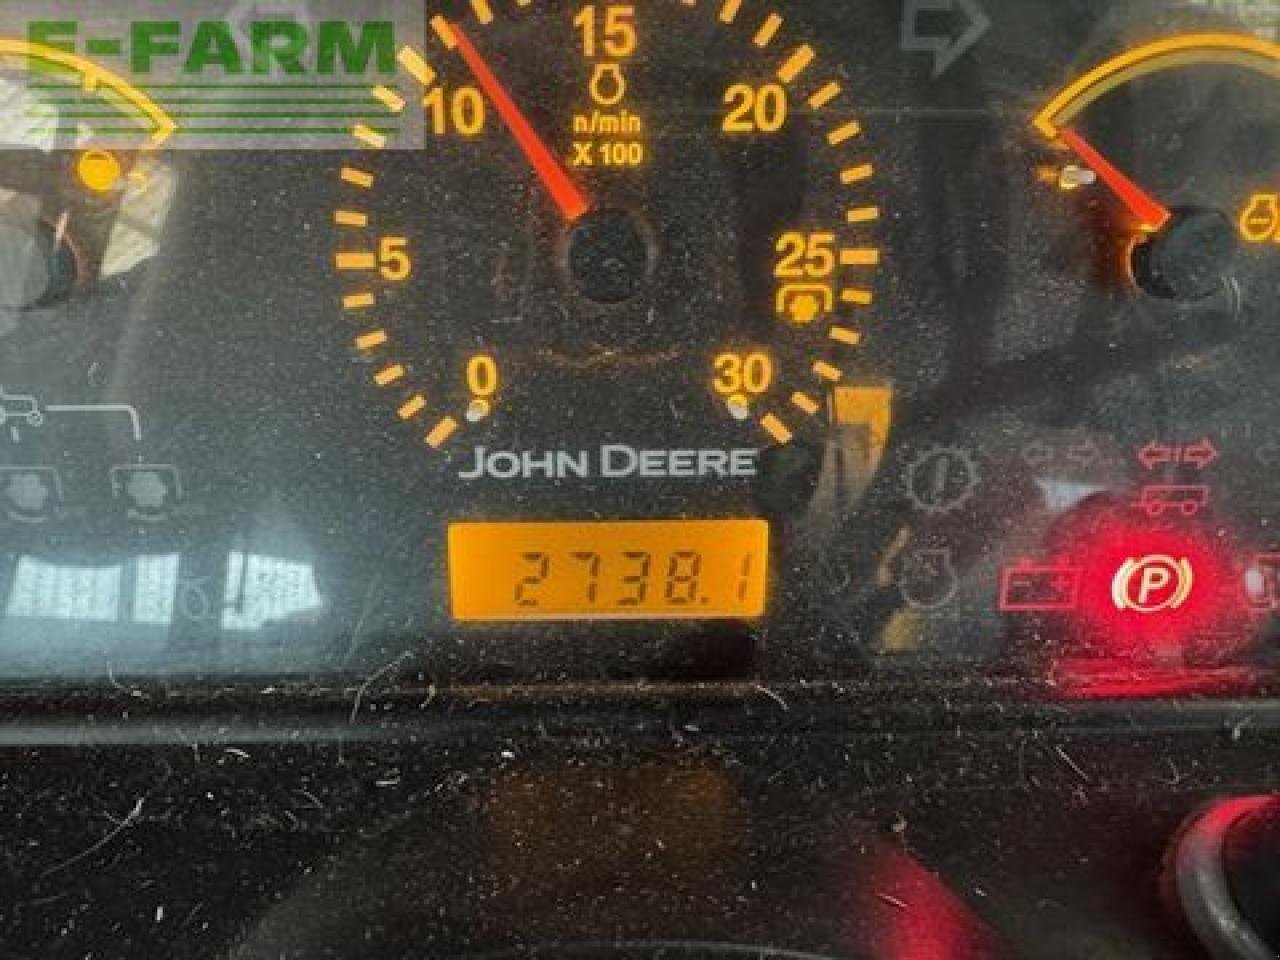 E-FARM
15
10
20
n/min
X 100
5
25
0
30
JOHN DEERE
2738.1
P